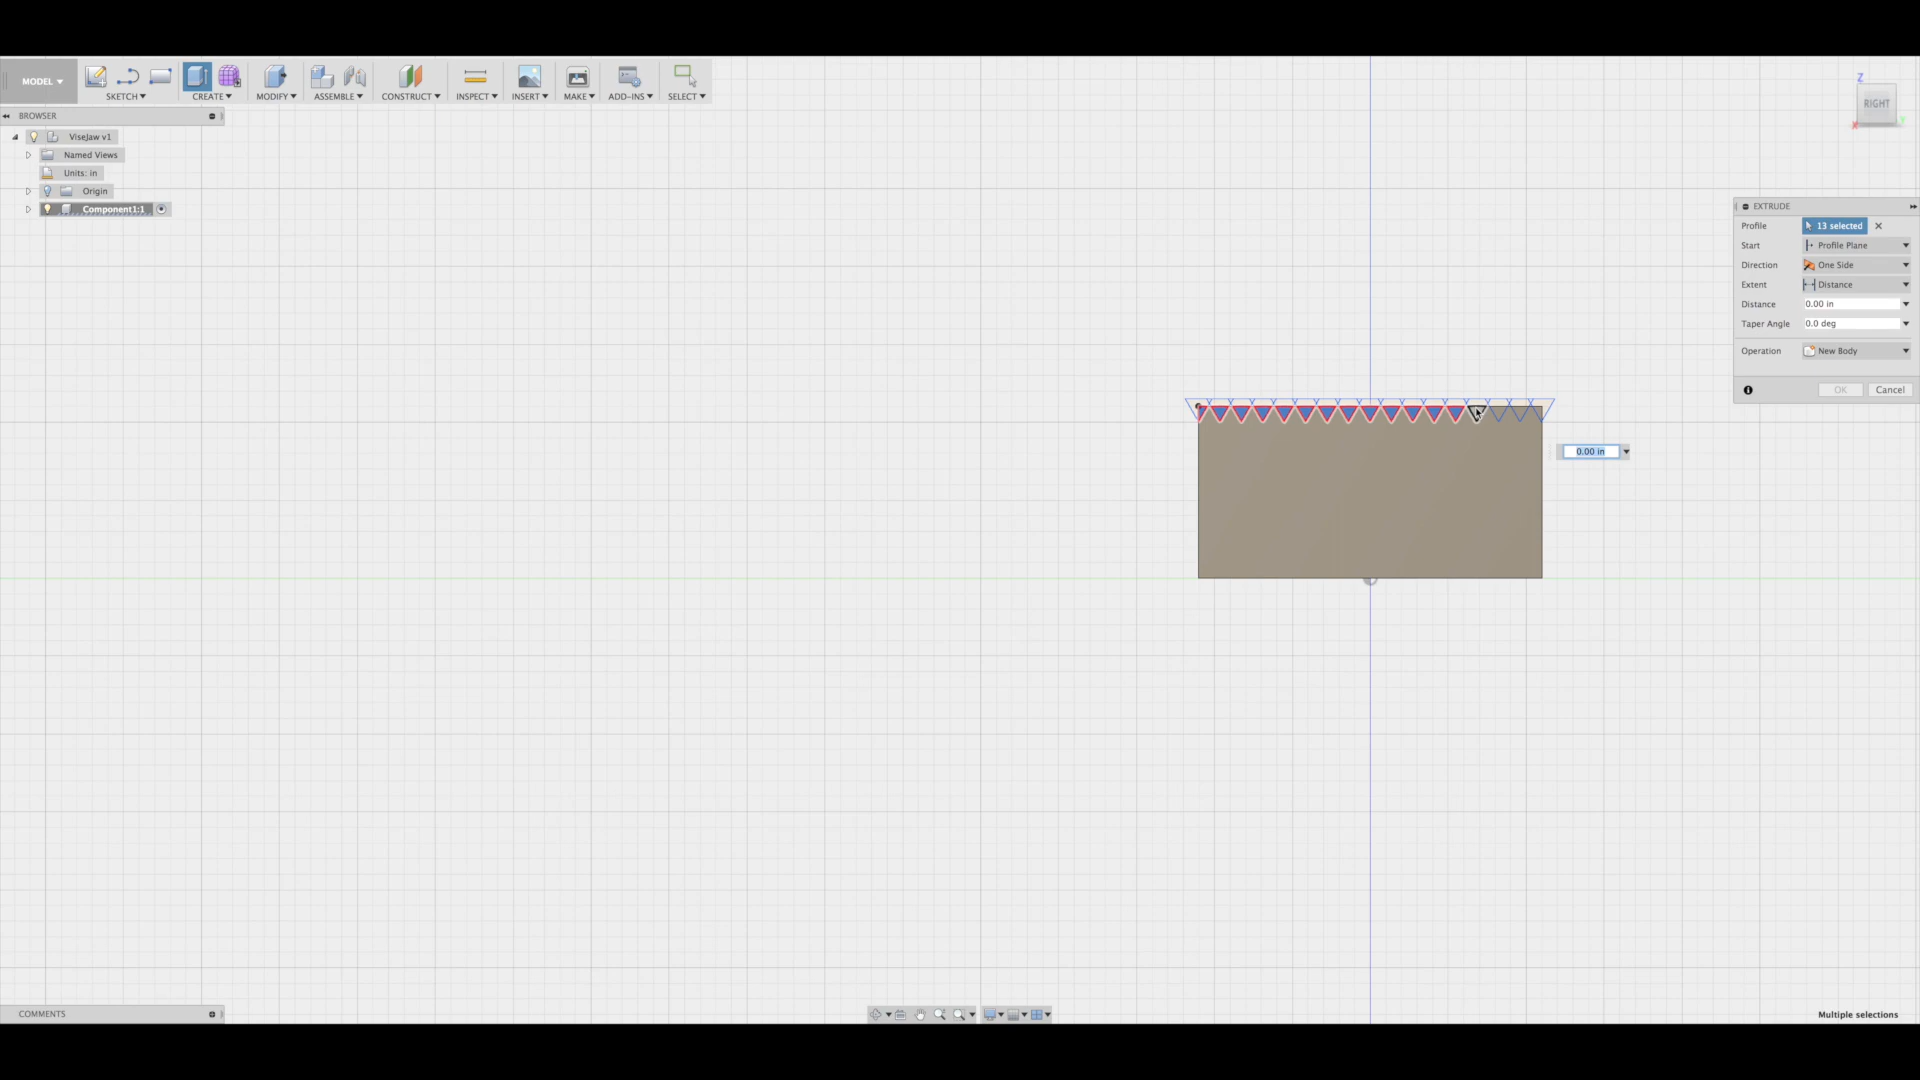 MODEL
SKETCH
CREATE
MODIFY
ASSEMBLE
CONSTRUCT
INSPECT
INSERT
MAKE
ADD-INS
SELECT
Z
RIGHT
X
Y
BROWSER
ViseJaw v1
Named Views
Units: in
Origin
Component1:1
EXTRUDE
Profile 13 selected
Start Profile Plane
Direction One Side
Extent Distance
Distance 0.00 in
Taper Angle 0.0 deg
Operation New Body
OK Cancel
0.00 in
COMMENTS
Multiple selections